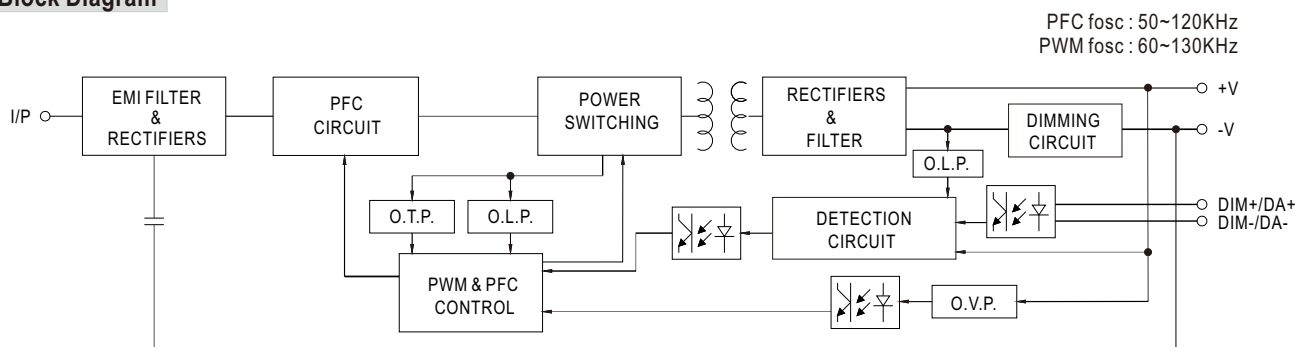 Block Diagram
PFC fosc : 50~120KHz
PWM fosc : 60~130KHz
I/P
EMI FILTER
&
RECTIFIERS
PFC
CIRCUIT
POWER
SWITCHING
RECTIFIERS
&
FILTER
DIMMING
CIRCUIT
+V
-V
O.L.P.
O.T.P.
O.L.P.
DETECTION
CIRCUIT
DIM+/DA+
DIM-/DA-
PWM & PFC
CONTROL
O.V.P.